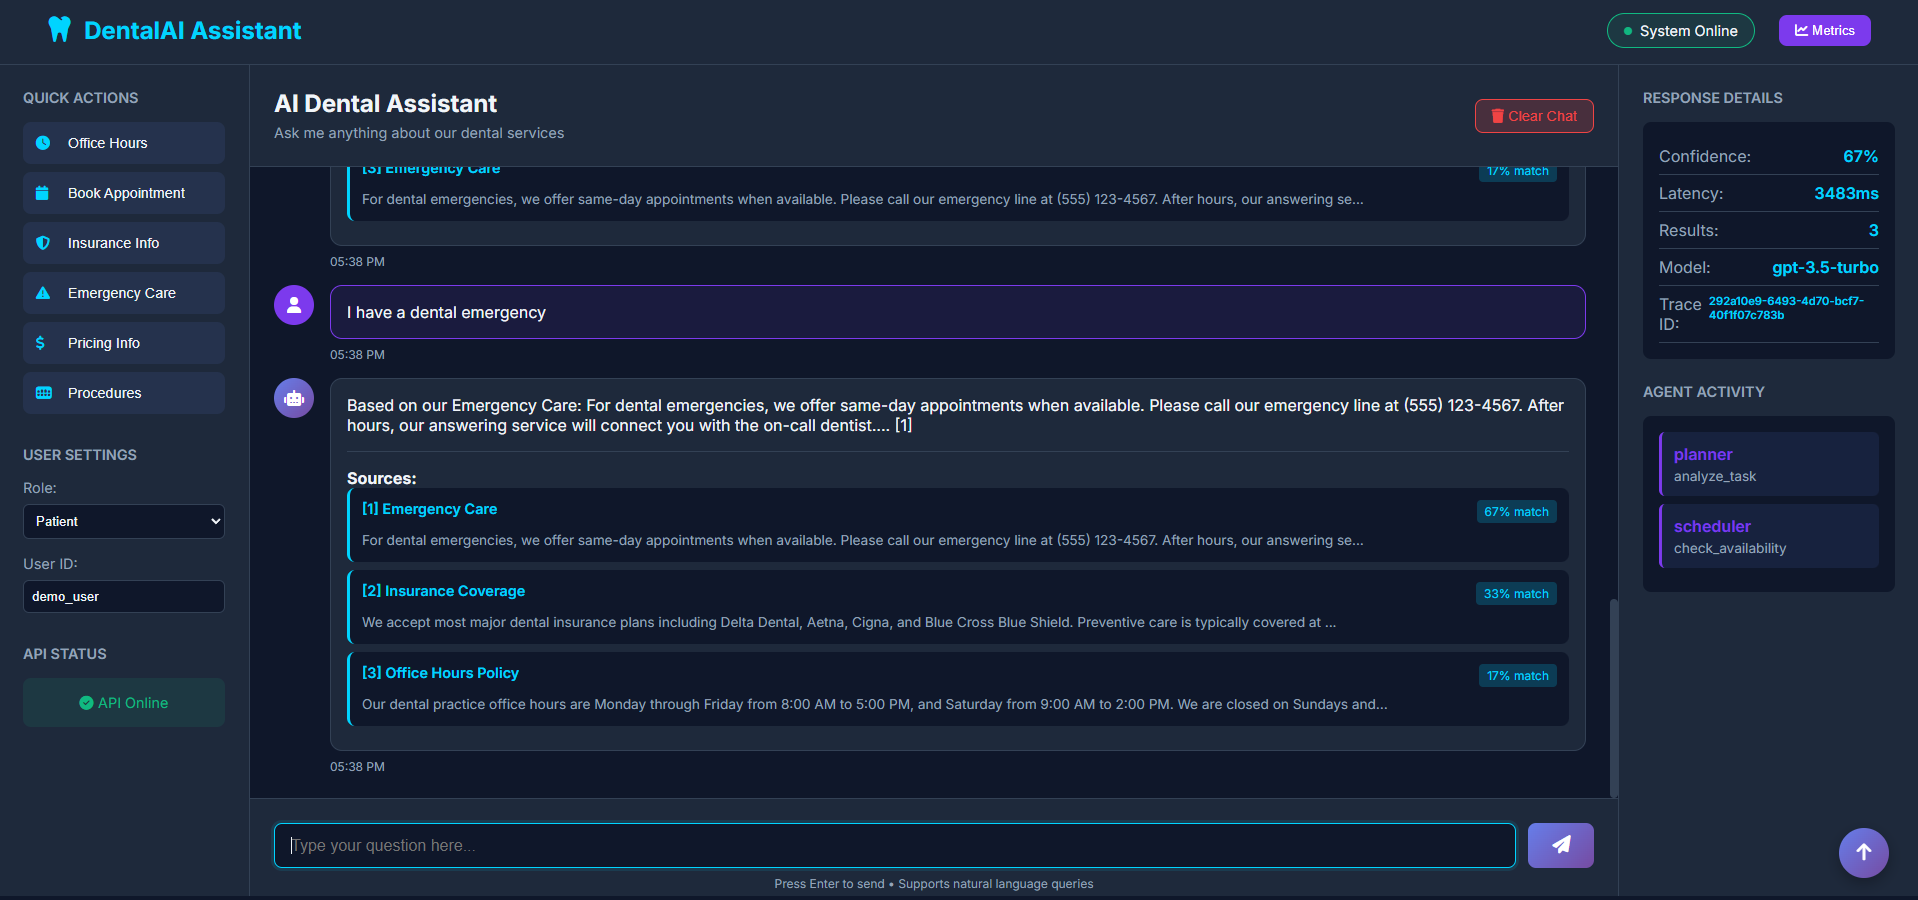 DentalAI Assistant
System Online
Metrics
QUICK ACTIONS
Office Hours
Book Appointment
Insurance Info
Emergency Care
Pricing Info
Procedures
USER SETTINGS
Role:
Patient
User ID:
demo_user
API STATUS
API Online
AI Dental Assistant
Ask me anything about our dental services
Clear Chat
[3] Emergency Care
17% match
For dental emergencies, we offer same-day appointments when available. Please call our emergency line at (555) 123-4567. After hours, our answering se...
05:38 PM
I have a dental emergency
05:38 PM
Based on our Emergency Care: For dental emergencies, we offer same-day appointments when available. Please call our emergency line at (555) 123-4567. After
hours, our answering service will connect you with the on-call dentist.... [1]
Sources:
[1] Emergency Care
67% match
For dental emergencies, we offer same-day appointments when available. Please call our emergency line at (555) 123-4567. After hours, our answering se...
[2] Insurance Coverage
33% match
We accept most major dental insurance plans including Delta Dental, Aetna, Cigna, and Blue Cross Blue Shield. Preventive care is typically covered at ...
[3] Office Hours Policy
17% match
Our dental practice office hours are Monday through Friday from 8:00 AM to 5:00 PM, and Saturday from 9:00 AM to 2:00 PM. We are closed on Sundays and...
05:38 PM
Type your question here...
Press Enter to send • Supports natural language queries
RESPONSE DETAILS
Confidence: 67%
Latency: 3483ms
Results: 3
Model: gpt-3.5-turbo
Trace ID: 292a10e9-6493-4d70-bcf7-
40f1f07c783b
AGENT ACTIVITY
planner
analyze_task
scheduler
check_availability